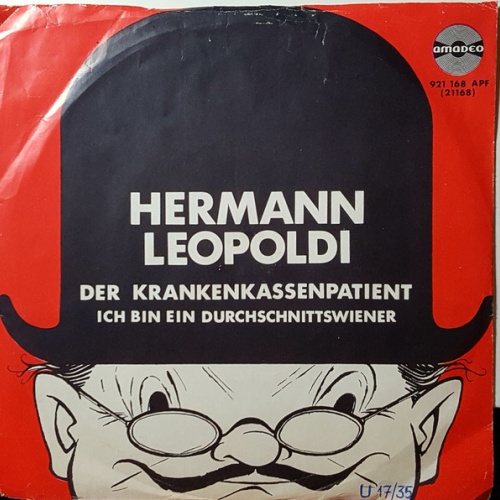 amadeo
921 168 APF
(21168)
HERMANN
LEOPOLDI
DER KRANKENKASSENPATIENT
ICH BIN EIN DURCHSCHNITTSWIENER
U 17/35